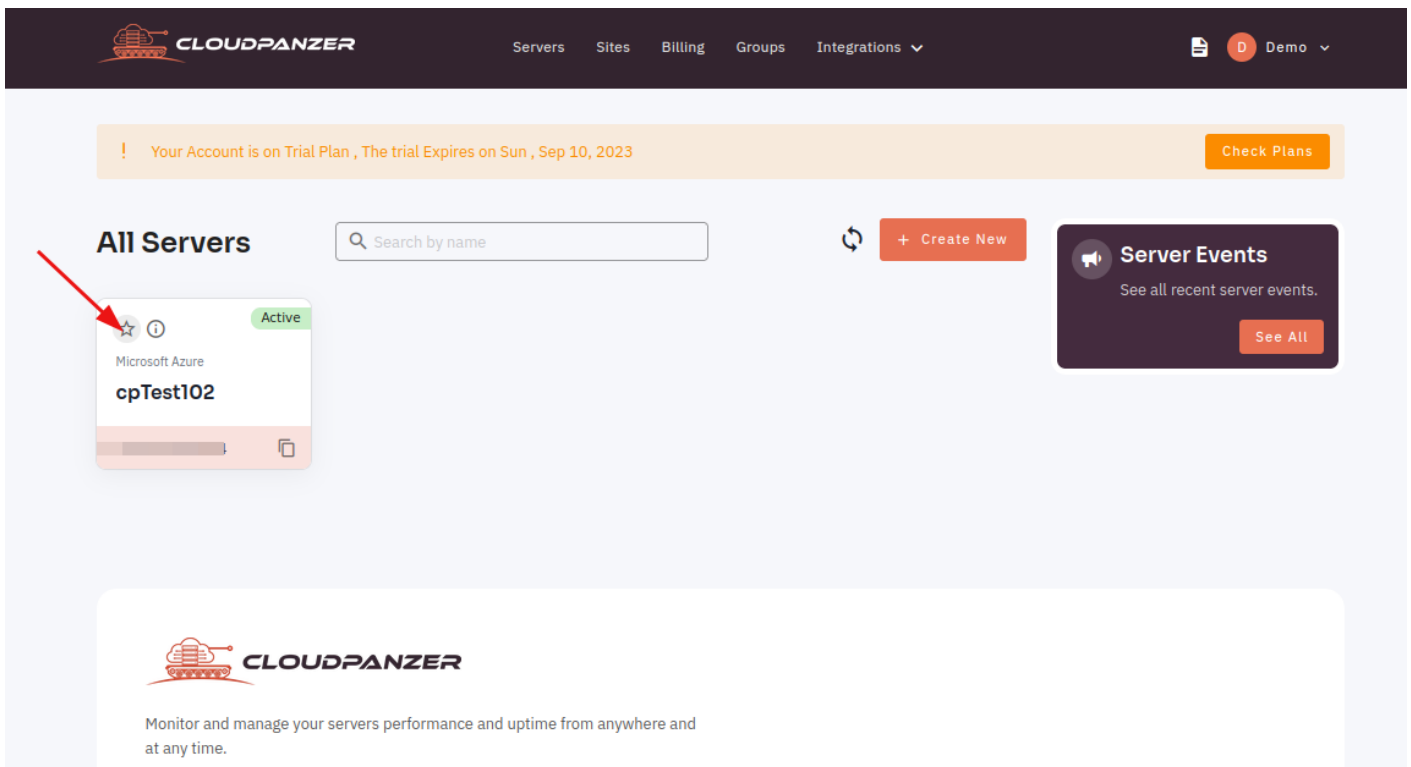 CLOUDPANZER
Servers Sites Billing Groups Integrations
D Demo
! Your Account is on Trial Plan , The trial Expires on Sun , Sep 10, 2023
Check Plans
All Servers
Search by name
+ Create New
Server Events
See all recent server events.
See All
Active
Microsoft Azure
cpTest102
CLOUDPANZER
Monitor and manage your servers performance and uptime from anywhere and
at any time.